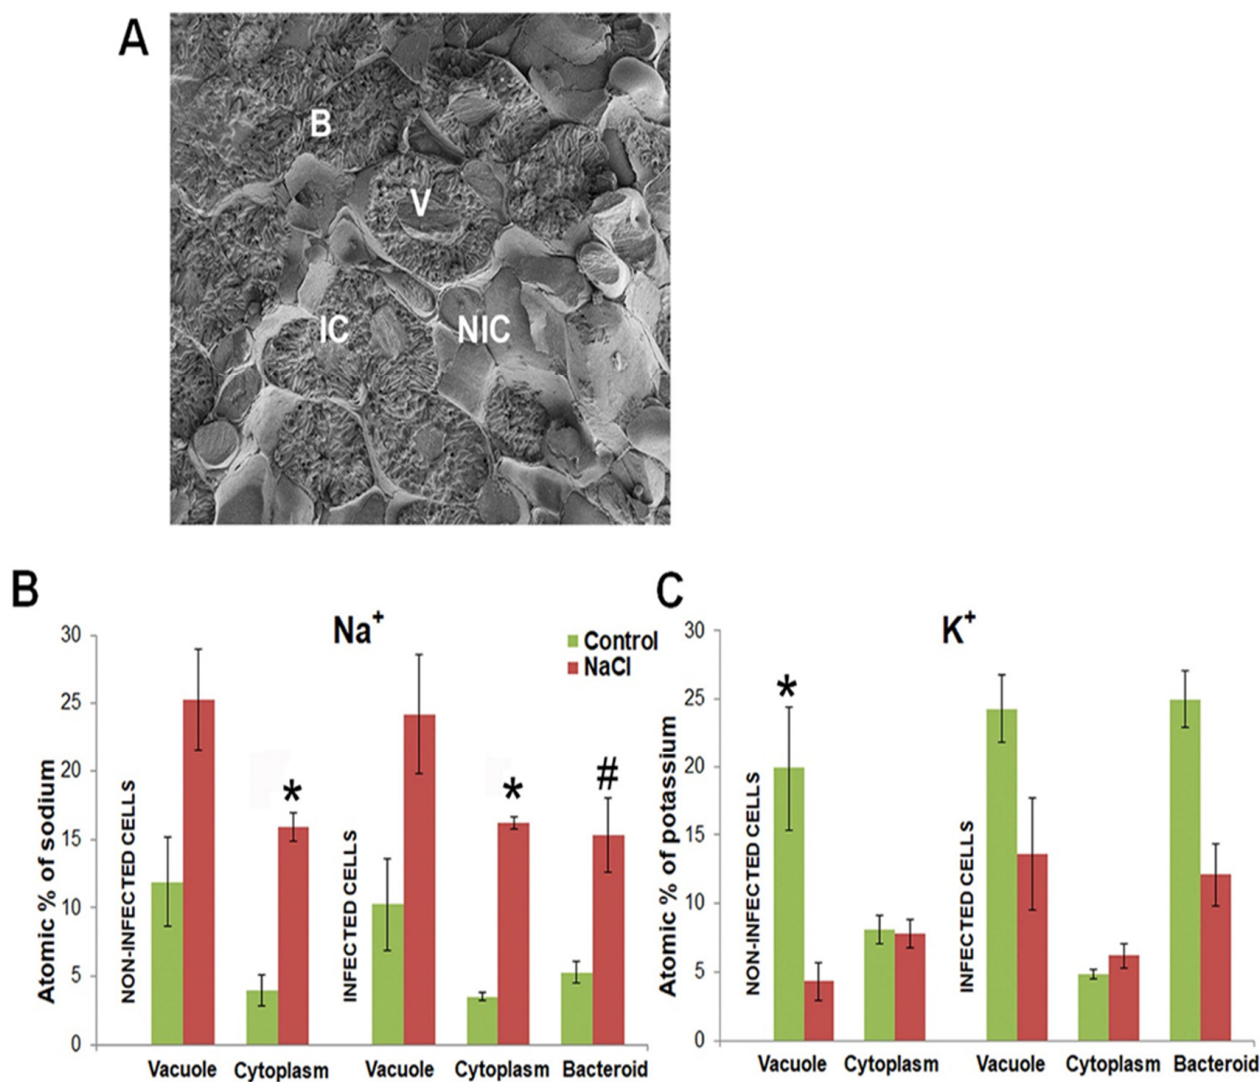 A
B
V
IC
NIC
B
Na+
Control
NaCl
Atomic % of sodium
30
25
20
15
10
5
0
NON-INFECTED CELLS
INFECTED CELLS
*
*
#
Vacuole
Cytoplasm
Vacuole
Cytoplasm
Bacteroid
C
K+
Atomic % of potassium
30
25
20
15
10
5
0
NON-INFECTED CELLS
INFECTED CELLS
*
Vacuole
Cytoplasm
Vacuole
Cytoplasm
Bacteroid